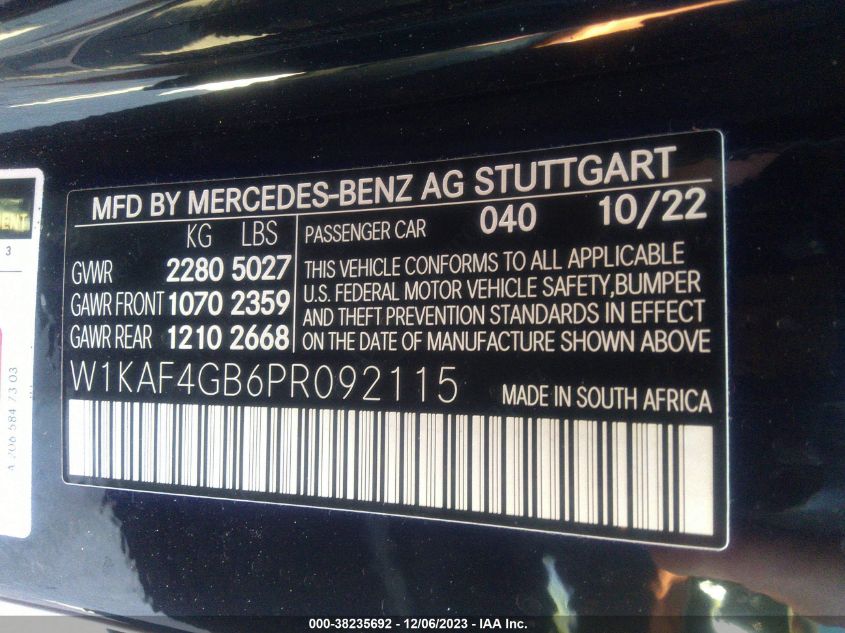 MFD BY MERCEDES-BENZ AG STUTTGART
KG LBS
GVWR 2280 5027
GAWR FRONT 1070 2359
GAWR REAR 1210 2668
PASSENGER CAR 040 10/22
THIS VEHICLE CONFORMS TO ALL APPLICABLE
U.S. FEDERAL MOTOR VEHICLE SAFETY,BUMPER
AND THEFT PREVENTION STANDARDS IN EFFECT
ON THE DATE OF MANUFACTURE SHOWN ABOVE
W1KAF4GB6PR092115
MADE IN SOUTH AFRICA
3
A 206 584 73 03
000-38235692 - 12/06/2023 - IAA Inc.